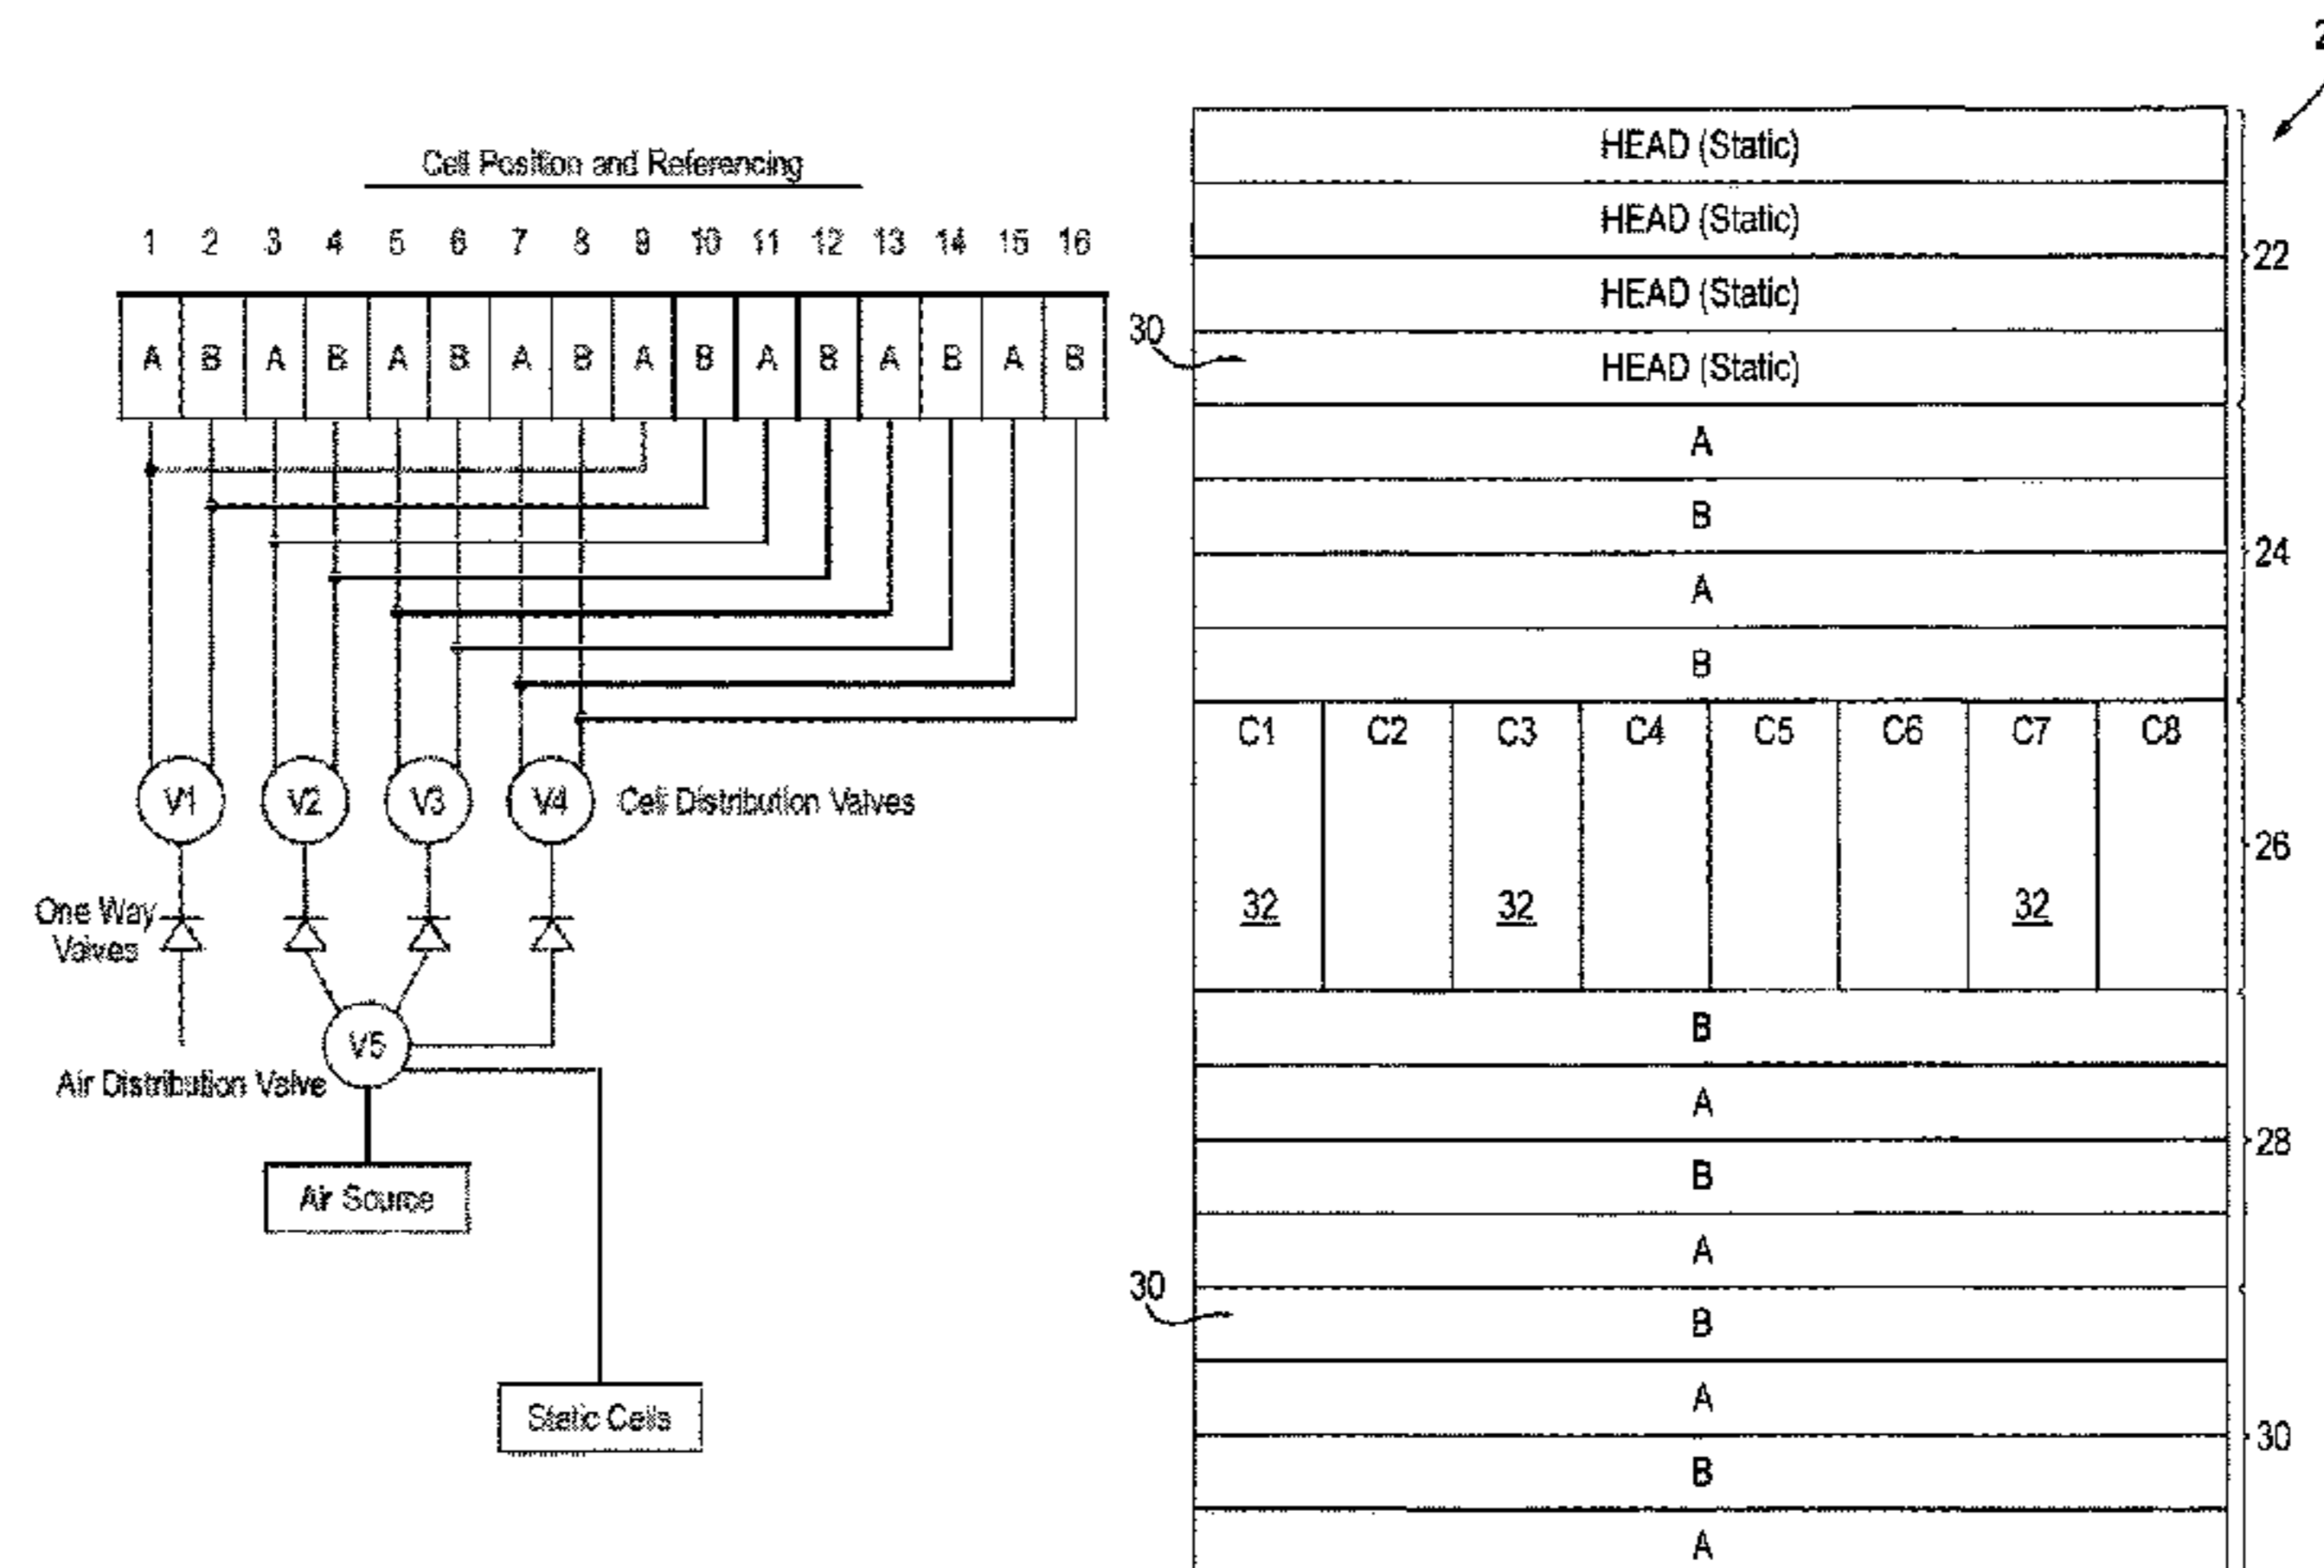 Cell Position and Referencing
1 2 3 4 5 6 7 8 9 10 11 12 13 14 15 16
A B A B A B A B A B A B A B A B
V1 V2 V3 V4 Cell Distribution Valves
One Way
Valves
V5
Air Distribution Valve
Air Source
Static Cells
2
HEAD (Static)
HEAD (Static)
22
HEAD (Static)
30
HEAD (Static)
A
B
24
A
B
C1 C2 C3 C4 C5 C6 C7 C8
26
32 32 32
B
A
28
B
A
30
B
A
30
B
A